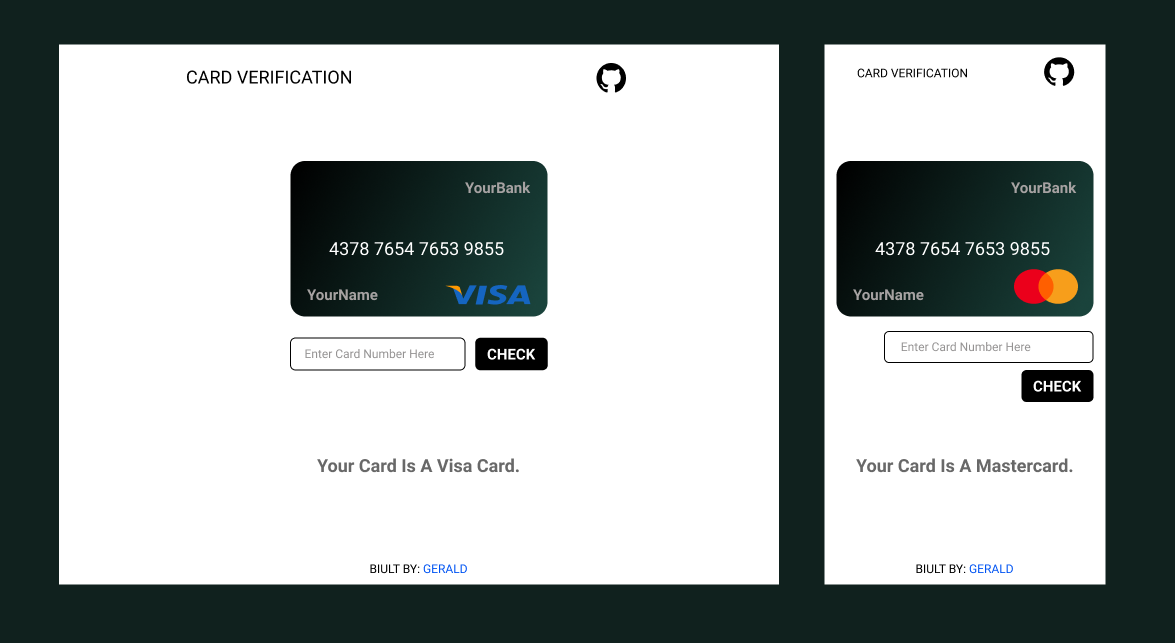 CARD VERIFICATION
YourBank
4378 7654 7653 9855
YourName
VISA
Enter Card Number Here
CHECK
Your Card Is A Visa Card.
BIULT BY: GERALD
CARD VERIFICATION
YourBank
4378 7654 7653 9855
YourName
Enter Card Number Here
CHECK
Your Card Is A Mastercard.
BIULT BY: GERALD